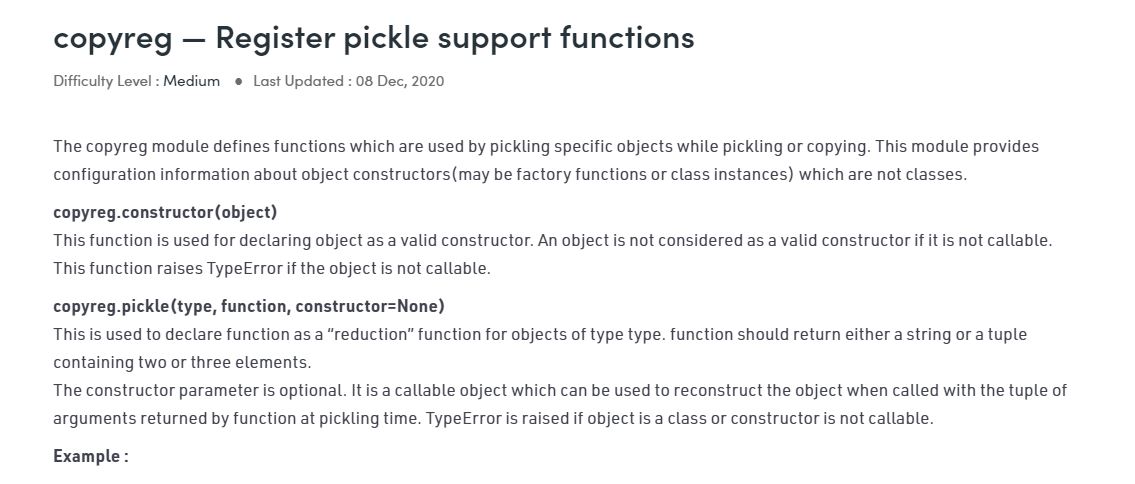 copyreg — Register pickle support functions
Difficulty Level : Medium ● Last Updated : 08 Dec, 2020
The copyreg module defines functions which are used by pickling specific objects while pickling or copying. This module provides
configuration information about object constructors(may be factory functions or class instances) which are not classes.
copyreg.constructor(object)
This function is used for declaring object as a valid constructor. An object is not considered as a valid constructor if it is not callable.
This function raises TypeError if the object is not callable.
copyreg.pickle(type, function, constructor=None)
This is used to declare function as a “reduction” function for objects of type type. function should return either a string or a tuple
containing two or three elements.
The constructor parameter is optional. It is a callable object which can be used to reconstruct the object when called with the tuple of
arguments returned by function at pickling time. TypeError is raised if object is a class or constructor is not callable.
Example :